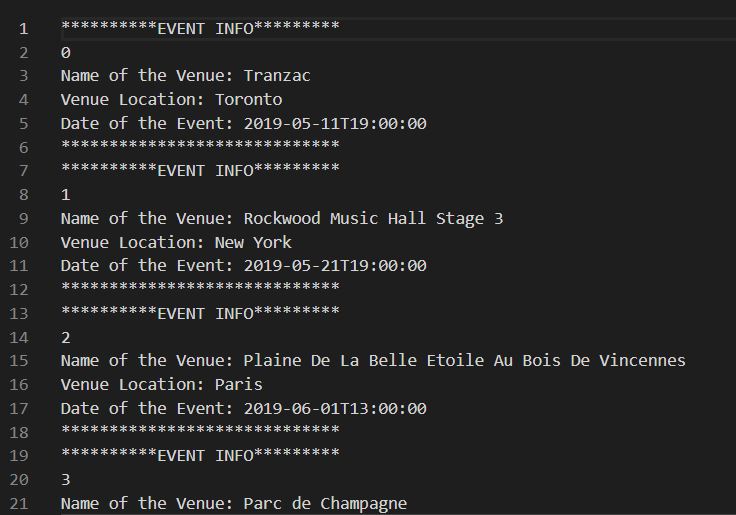 1 **********EVENT INFO*********
2 0
3 Name of the Venue: Tranzac
4 Venue Location: Toronto
5 Date of the Event: 2019-05-11T19:00:00
6 *****************************
7 **********EVENT INFO*********
8 1
9 Name of the Venue: Rockwood Music Hall Stage 3
10 Venue Location: New York
11 Date of the Event: 2019-05-21T19:00:00
12 *****************************
13 **********EVENT INFO*********
14 2
15 Name of the Venue: Plaine De La Belle Etoile Au Bois De Vincennes
16 Venue Location: Paris
17 Date of the Event: 2019-06-01T13:00:00
18 *****************************
19 **********EVENT INFO*********
20 3
21 Name of the Venue: Parc de Champagne